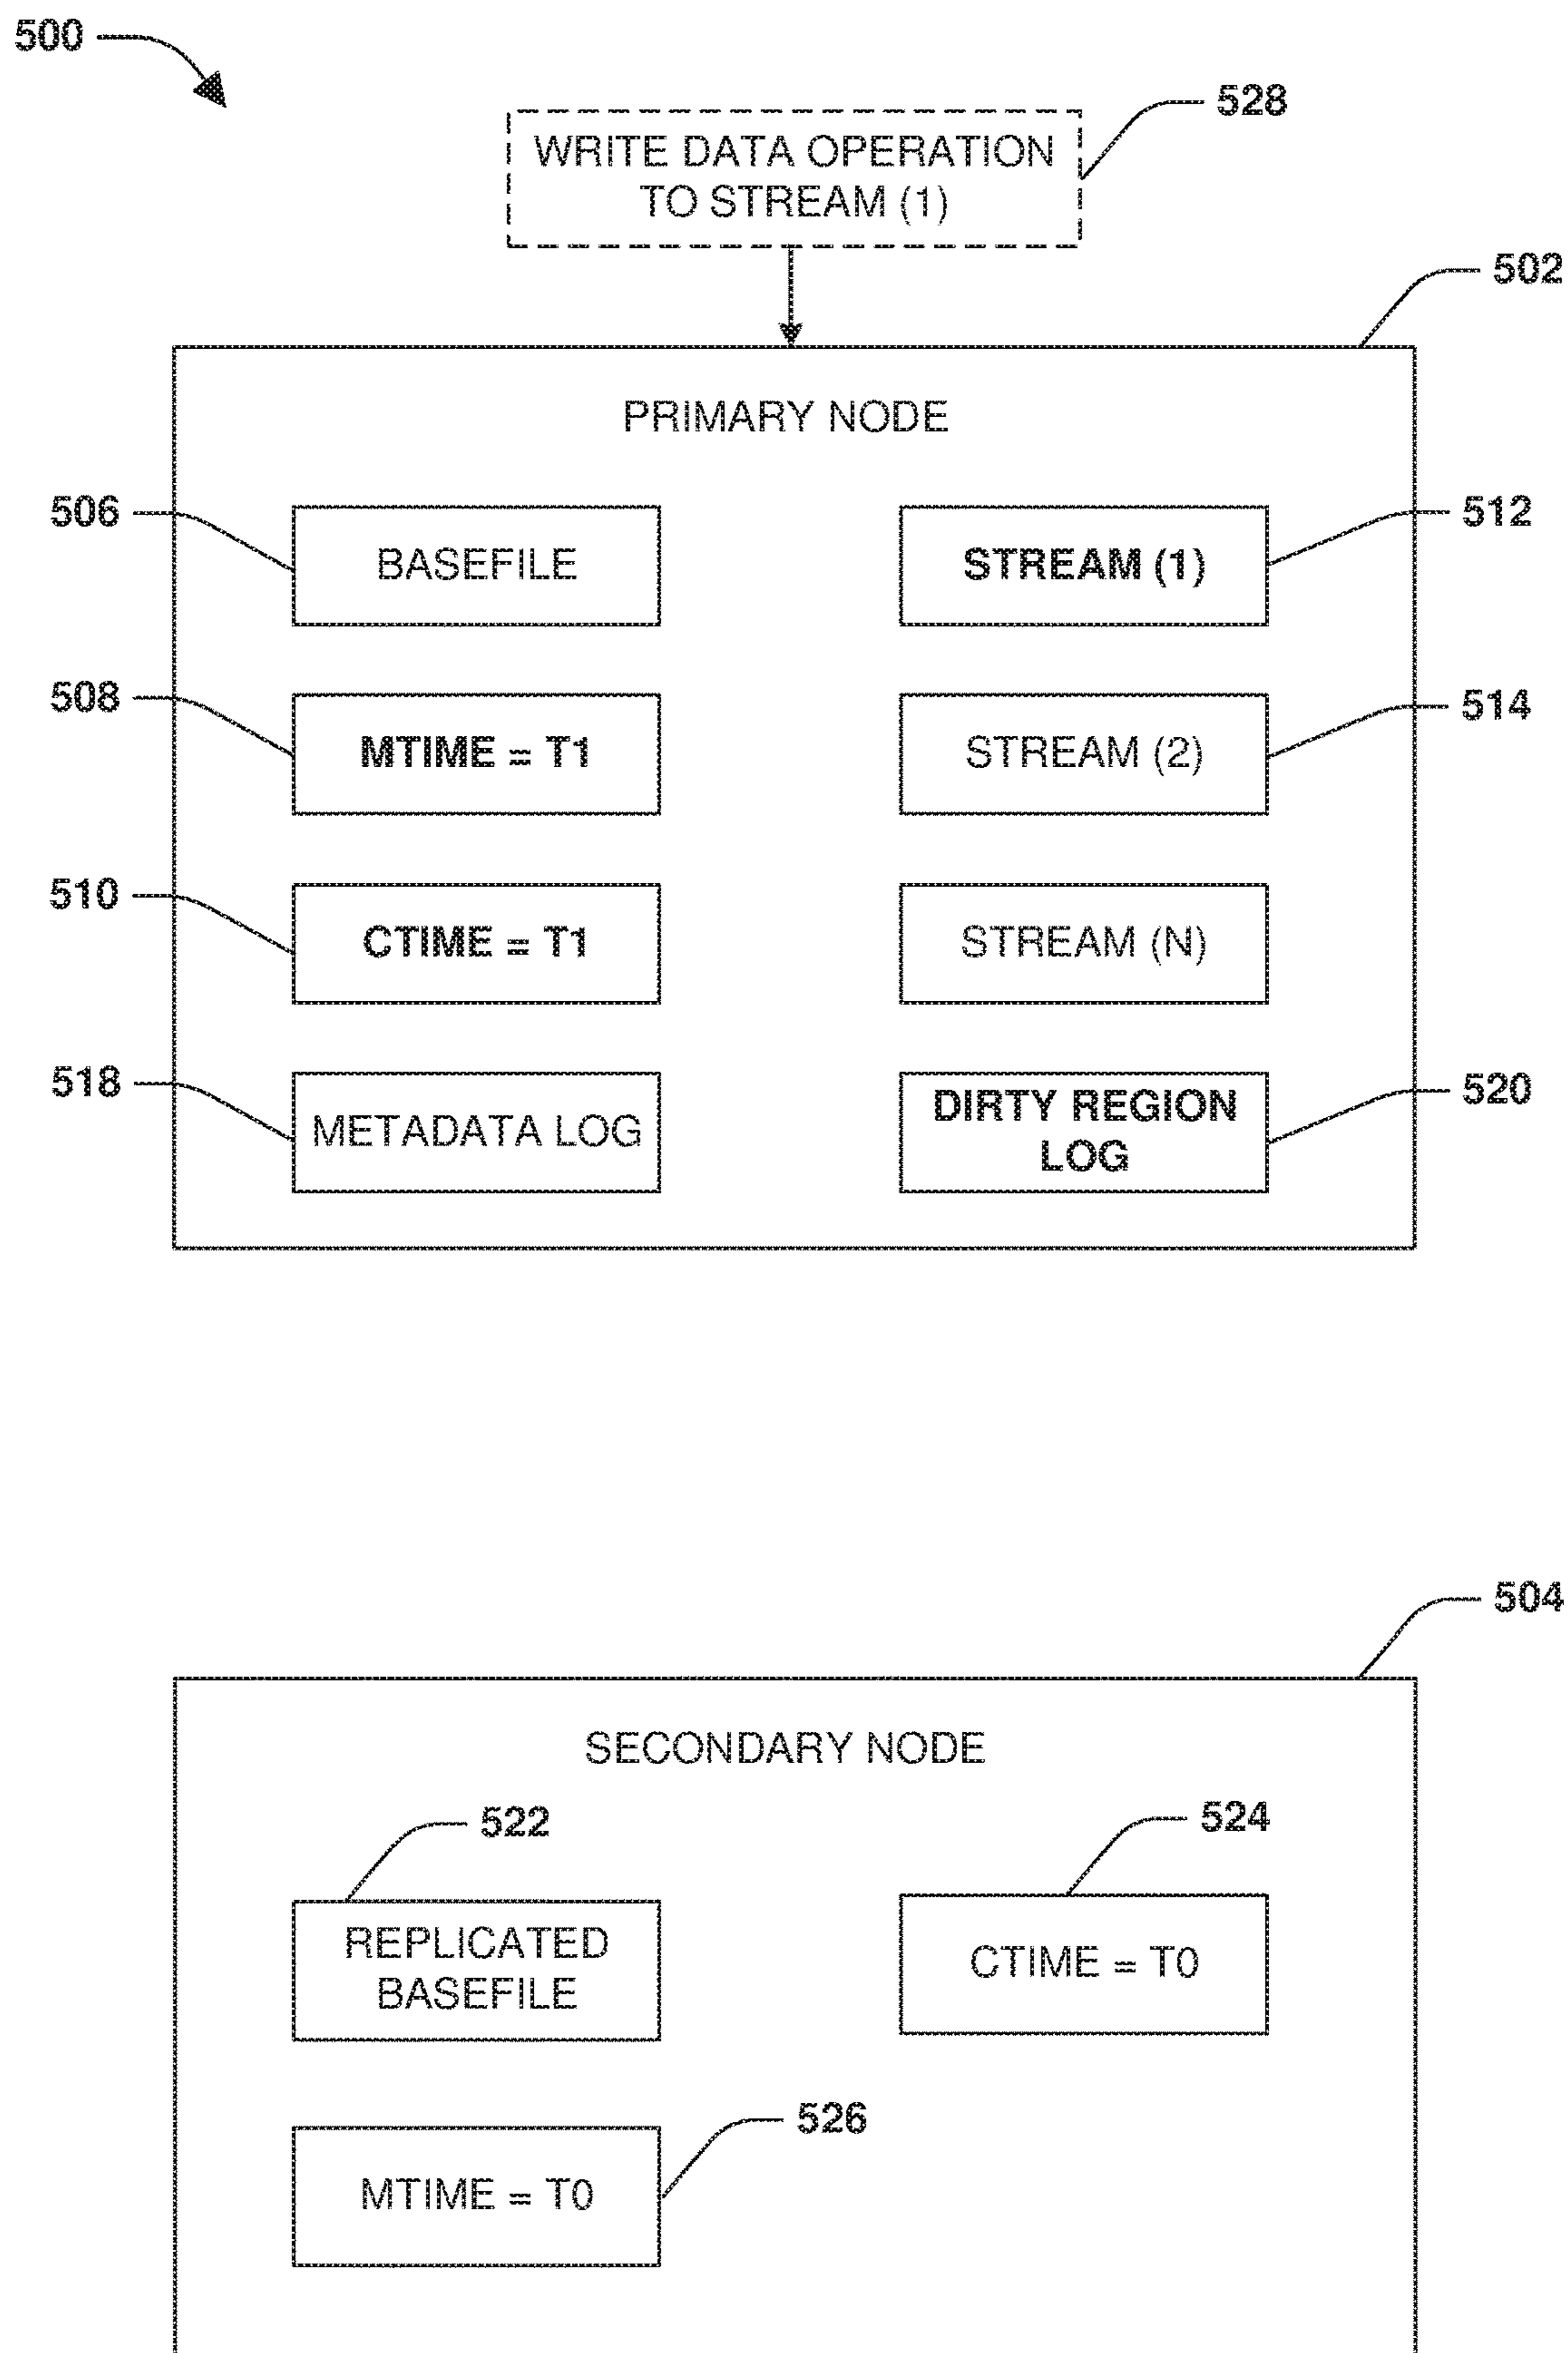 500
528
WRITE DATA OPERATION
TO STREAM (1)
502
PRIMARY NODE
506
BASEFILE
STREAM (1)
512
508
MTIME = T1
STREAM (2)
514
510
CTIME = T1
STREAM (N)
518
METADATA LOG
DIRTY REGION
LOG
520
504
SECONDARY NODE
522
524
REPLICATED
BASEFILE
CTIME = T0
526
MTIME = T0